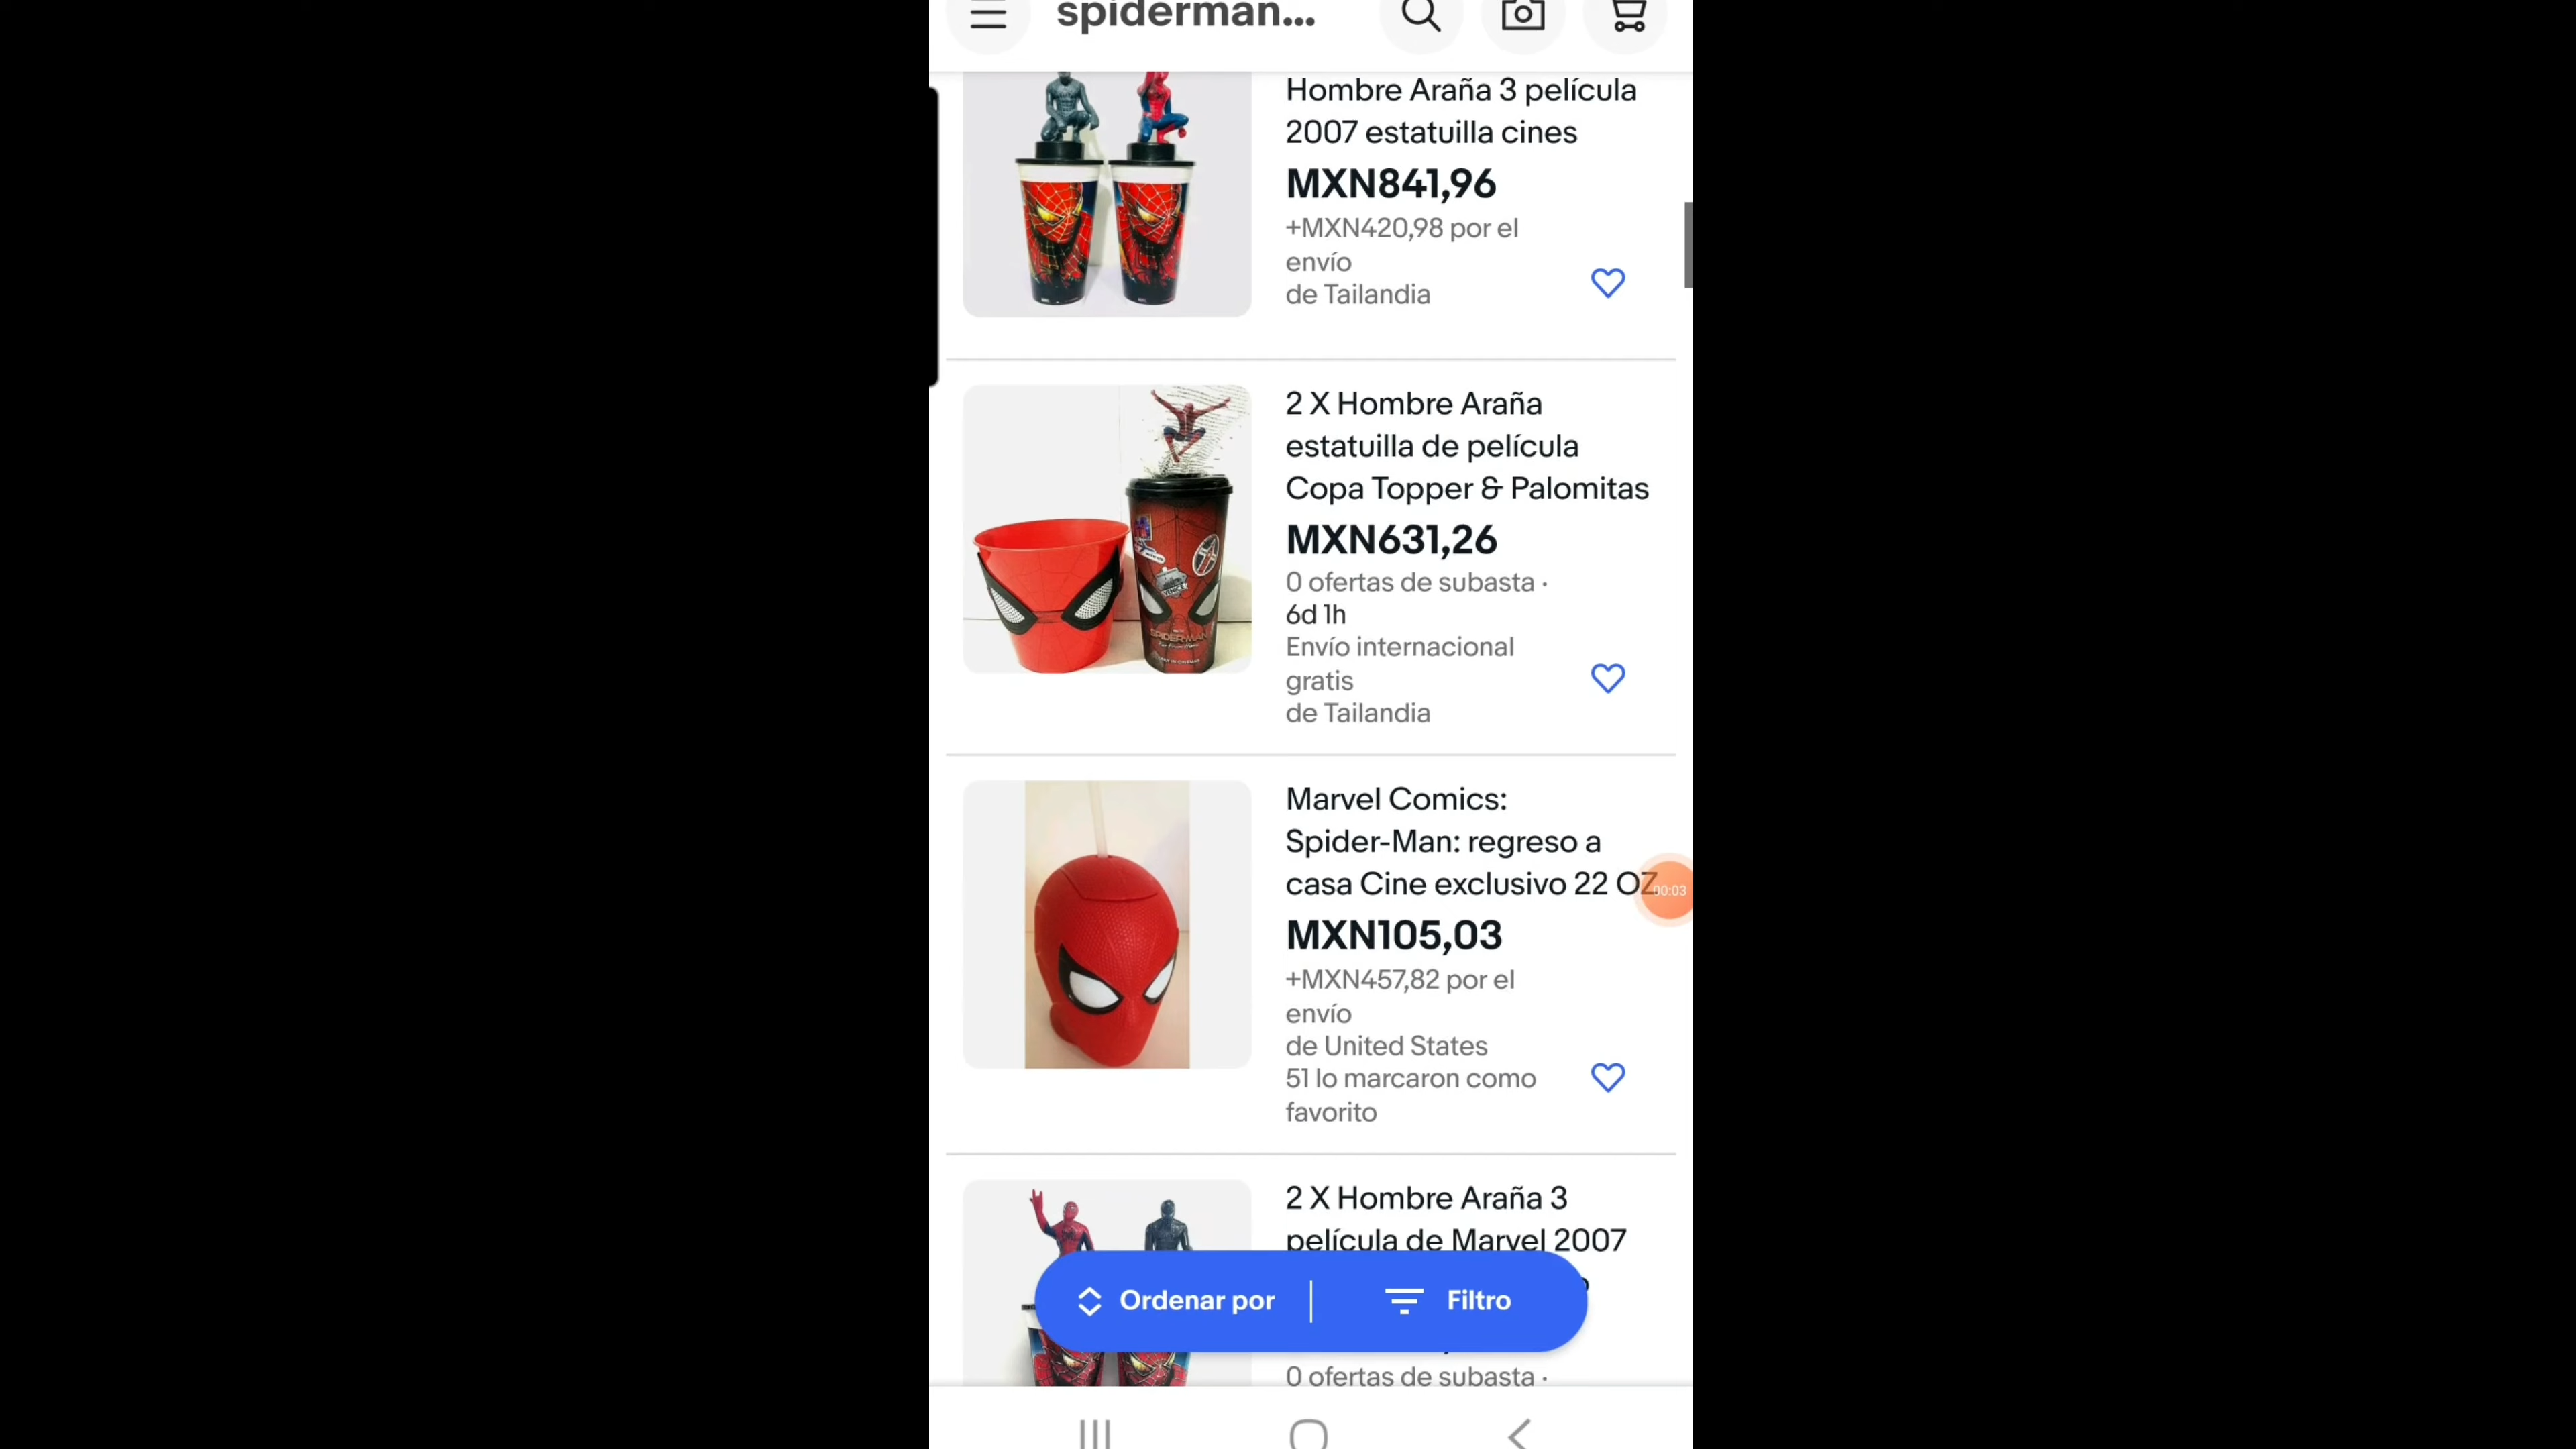 spiderman...
Hombre Araña 3 película
2007 estatuilla cines
MXN841,96
+MXN420,98 por el
envío
de Tailandia
2 X Hombre Araña
estatuilla de película
Copa Topper & Palomitas
MXN631,26
0 ofertas de subasta ·
6d 1h
Envío internacional
gratis
de Tailandia
SPIDER-MAN
Marvel Comics:
Spider-Man: regreso a
casa Cine exclusivo 22 OZ
00:03
MXN105,03
+MXN457,82 por el
envío
de United States
51 lo marcaron como
favorito
2 X Hombre Araña 3
película de Marvel 2007
Ordenar por
Filtro
0 ofertas de subasta ·